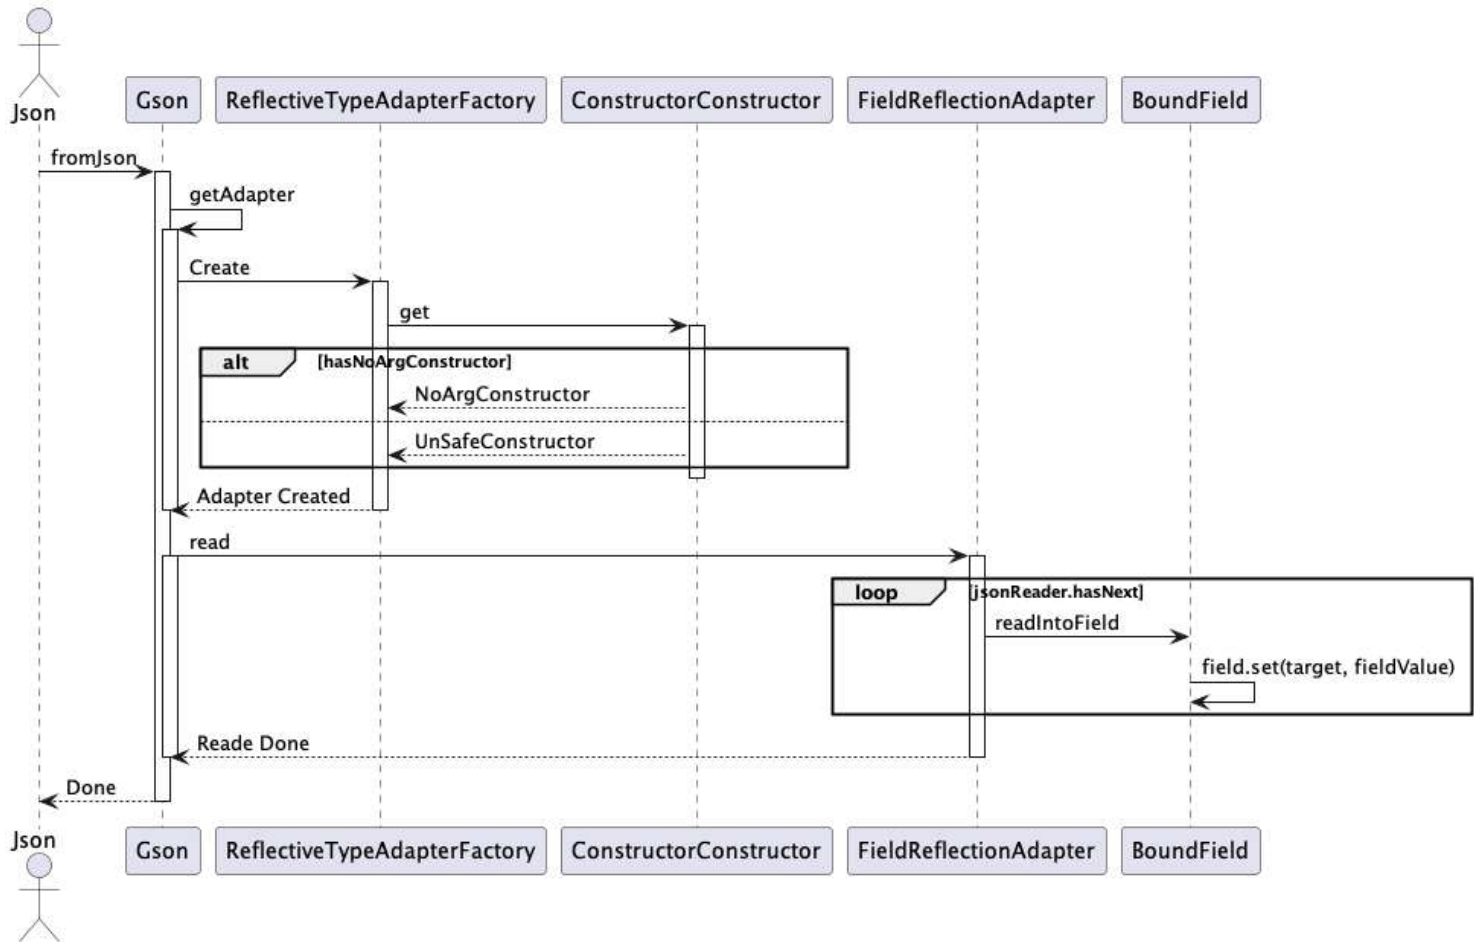 Json
Gson
ReflectiveTypeAdapterFactory
ConstructorConstructor
FieldReflectionAdapter
BoundField
fromJson
getAdapter
Create
get
alt
[hasNoArgConstructor]
NoArgConstructor
UnSafeConstructor
Adapter Created
read
loop
[jsonReader.hasNext]
readIntoField
field.set(target, fieldValue)
Reade Done
Done
Json
Gson
ReflectiveTypeAdapterFactory
ConstructorConstructor
FieldReflectionAdapter
BoundField